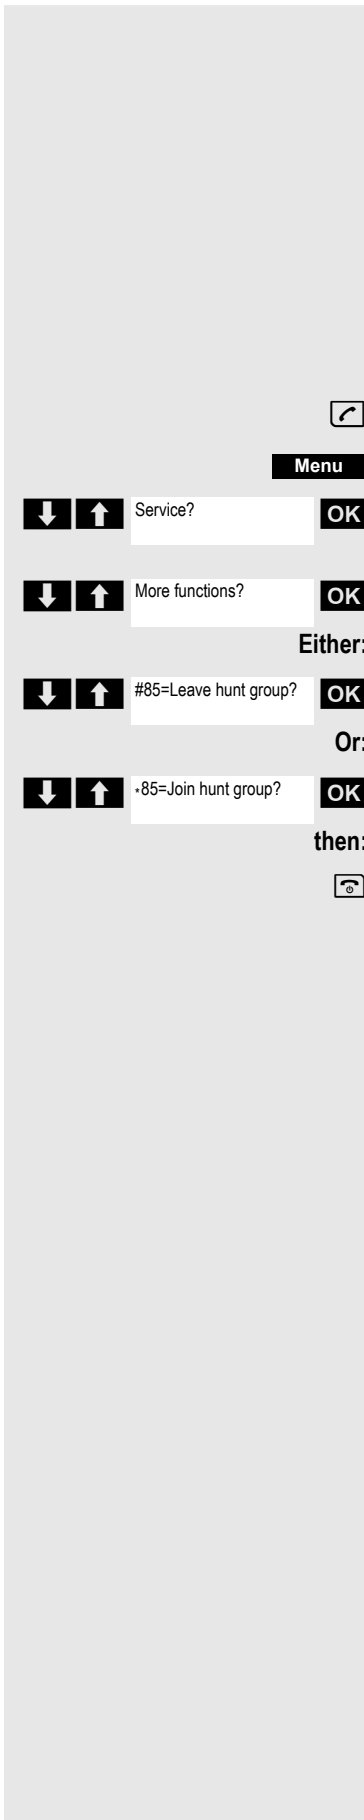 Menu
Service? OK
More functions? OK
Either:
#85=Leave hunt group? OK
Or:
*85=Join hunt group? OK
then: